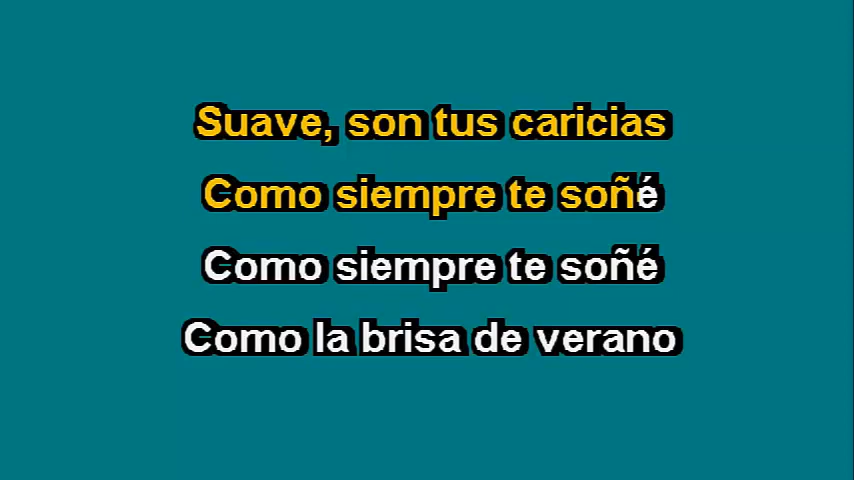 Suave, son tus caricias
Como siempre te soñé
Como siempre te soñé
Como la brisa de verano